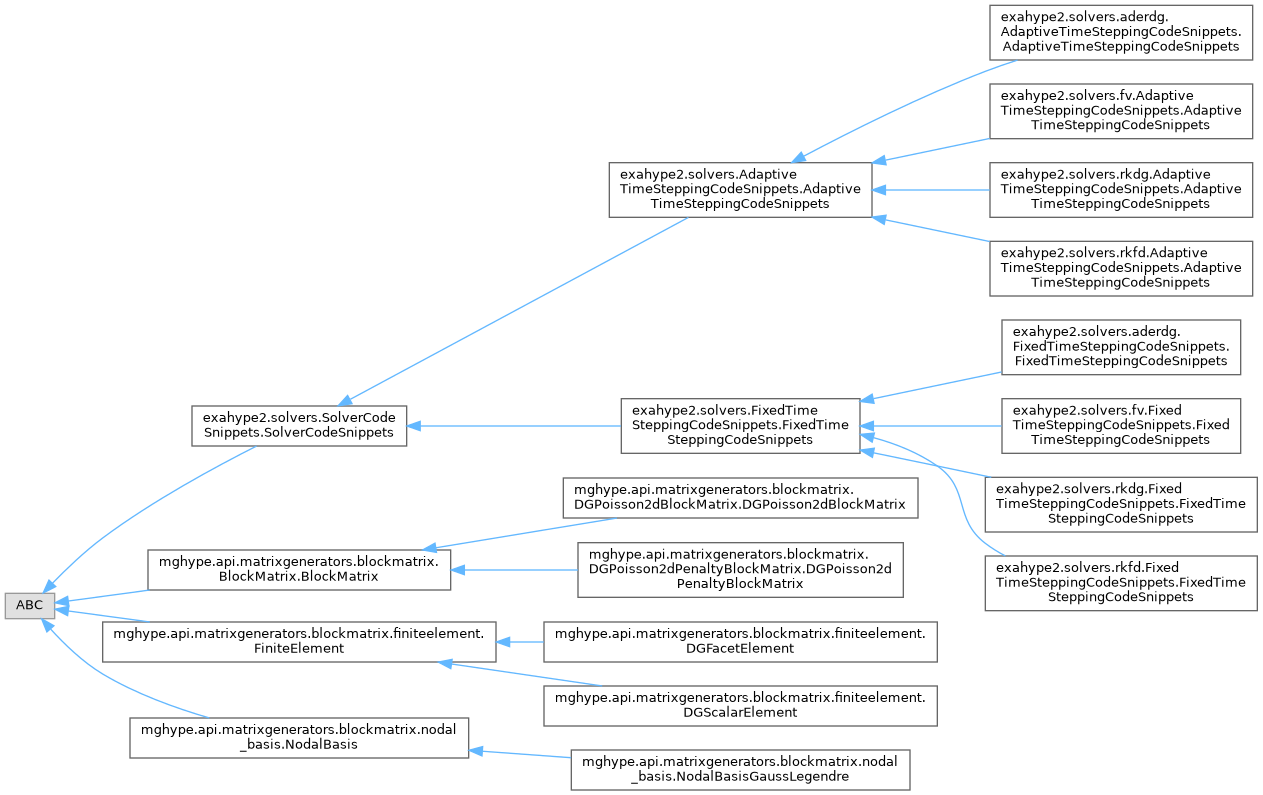 exahype2.solvers.aderdg.
AdaptiveTimeSteppingCodeSnippets.
AdaptiveTimeSteppingCodeSnippets
exahype2.solvers.fv.Adaptive
TimeSteppingCodeSnippets.Adaptive
TimeSteppingCodeSnippets
exahype2.solvers.Adaptive
TimeSteppingCodeSnippets.Adaptive
TimeSteppingCodeSnippets
exahype2.solvers.rkdg.Adaptive
TimeSteppingCodeSnippets.Adaptive
TimeSteppingCodeSnippets
exahype2.solvers.rkfd.Adaptive
TimeSteppingCodeSnippets.Adaptive
TimeSteppingCodeSnippets
exahype2.solvers.aderdg.
FixedTimeSteppingCodeSnippets.
FixedTimeSteppingCodeSnippets
exahype2.solvers.SolverCode
Snippets.SolverCodeSnippets
exahype2.solvers.FixedTime
SteppingCodeSnippets.FixedTime
SteppingCodeSnippets
exahype2.solvers.fv.Fixed
TimeSteppingCodeSnippets.Fixed
TimeSteppingCodeSnippets
mghype.api.matrixgenerators.blockmatrix.
DGPoisson2dBlockMatrix.DGPoisson2dBlockMatrix
exahype2.solvers.rkdg.Fixed
TimeSteppingCodeSnippets.FixedTime
SteppingCodeSnippets
mghype.api.matrixgenerators.blockmatrix.
BlockMatrix.BlockMatrix
mghype.api.matrixgenerators.blockmatrix.
DGPoisson2dPenaltyBlockMatrix.DGPoisson2d
PenaltyBlockMatrix
exahype2.solvers.rkfd.Fixed
TimeSteppingCodeSnippets.FixedTime
SteppingCodeSnippets
ABC
mghype.api.matrixgenerators.blockmatrix.finiteelement.
FiniteElement
mghype.api.matrixgenerators.blockmatrix.finiteelement.
DGFacetElement
mghype.api.matrixgenerators.blockmatrix.finiteelement.
DGScalarElement
mghype.api.matrixgenerators.blockmatrix.nodal
_basis.NodalBasis
mghype.api.matrixgenerators.blockmatrix.nodal
_basis.NodalBasisGaussLegendre